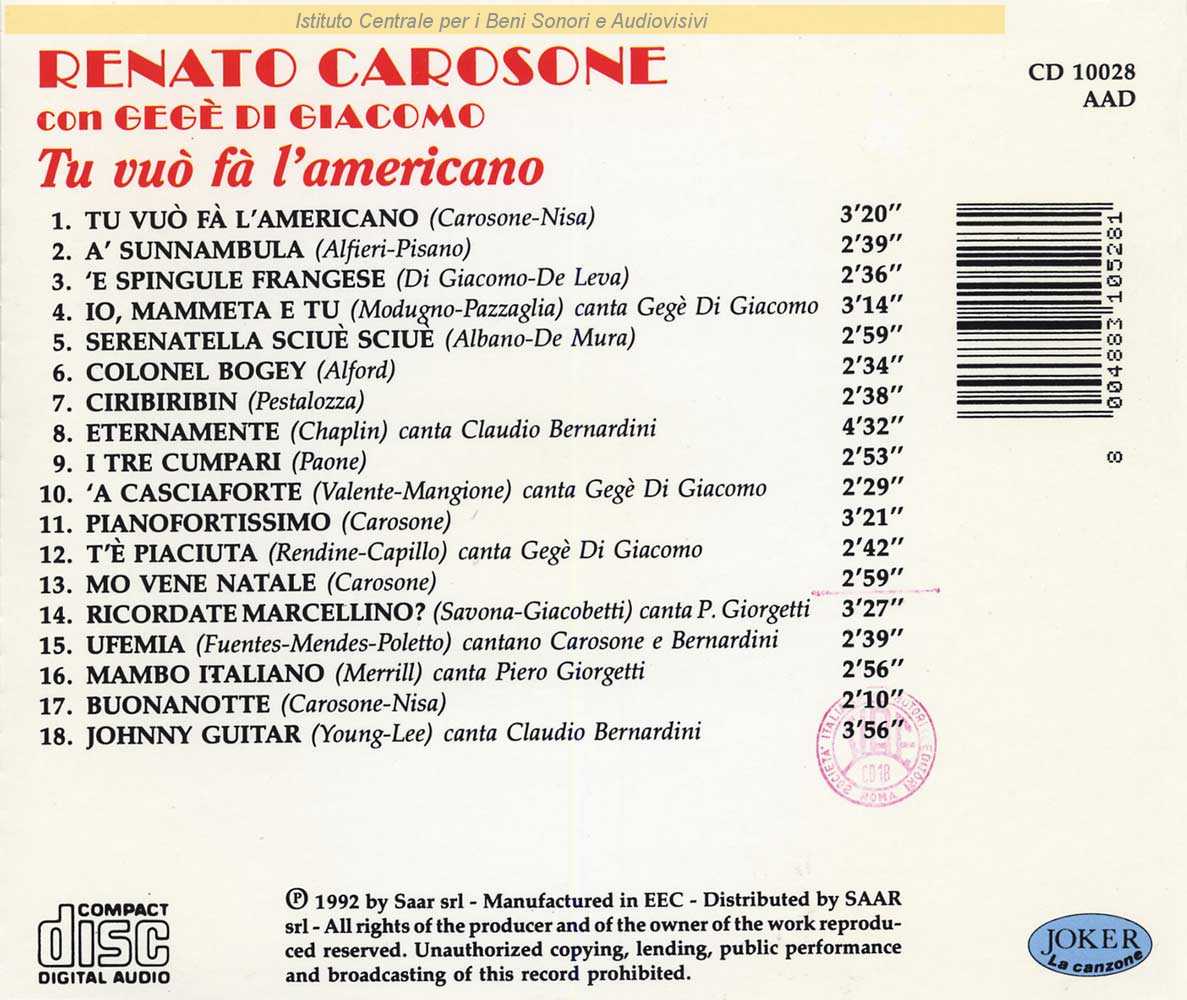 Istituto Centrale per i Beni Sonori e Audiovisivi
RENATO CAROSONE
con GEGÈ DI GIACOMO
Tu vuò fà l'americano
CD 10028
AAD
1. TU VUÒ FÀ L'AMERICANO (Carosone-Nisa) 3'20"
2. A' SUNNAMBULA (Alfieri-Pisano) 2'39"
3. 'E SPINGULE FRANGESE (Di Giacomo-De Leva) 2'36"
4. IO, MAMMETA E TU (Modugno-Pazzaglia) canta Gegè Di Giacomo 3'14"
5. SERENATELLA SCIUÈ SCIUÈ (Albano-De Mura) 2'59"
6. COLONEL BOGEY (Alford) 2'34"
7. CIRIBIRIBIN (Pestalozza) 2'38"
8. ETERNAMENTE (Chaplin) canta Claudio Bernardini 4'32"
9. I TRE CUMPARI (Paone) 2'53"
10. 'A CASCIAFORTE (Valente-Mangione) canta Gegè Di Giacomo 2'29"
11. PIANOFORTISSIMO (Carosone) 3'21"
12. T'È PIACIUTA (Rendine-Capillo) canta Gegè Di Giacomo 2'42"
13. MO VENE NATALE (Carosone) 2'59"
14. RICORDATE MARCELLINO? (Savona-Giacobetti) canta P. Giorgetti 3'27"
15. UFEMIA (Fuentes-Mendes-Poletto) cantano Carosone e Bernardini 2'39"
16. MAMBO ITALIANO (Merrill) canta Piero Giorgetti 2'56"
17. BUONANOTTE (Carosone-Nisa) 2'10"
18. JOHNNY GUITAR (Young-Lee) canta Claudio Bernardini 3'56"
004883105281
8
SOCIETA' ITALIANA AUTORI EDITORI
CD18
ROMA
COMPACT
disc
DIGITAL AUDIO
Ⓟ 1992 by Saar srl - Manufactured in EEC - Distributed by SAAR
srl - All rights of the producer and of the owner of the work reprodu-
ced reserved. Unauthorized copying, lending, public performance
and broadcasting of this record prohibited.
JOKER
La canzone